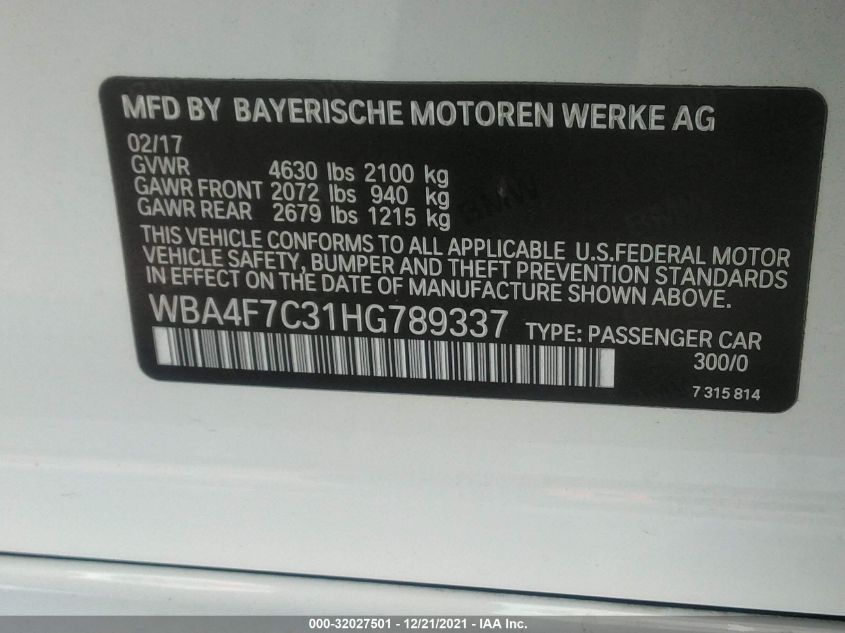 MFD BY BAYERISCHE MOTOREN WERKE AG
02/17
GVWR 4630 lbs 2100 kg
GAWR FRONT 2072 lbs 940 kg
GAWR REAR 2679 lbs 1215 kg
THIS VEHICLE CONFORMS TO ALL APPLICABLE U.S.FEDERAL MOTOR
VEHICLE SAFETY, BUMPER AND THEFT PREVENTION STANDARDS
IN EFFECT ON THE DATE OF MANUFACTURE SHOWN ABOVE.
WBA4F7C31HG789337 TYPE: PASSENGER CAR
300/0
7 315 814
000-32027501 - 12/21/2021 - IAA Inc.